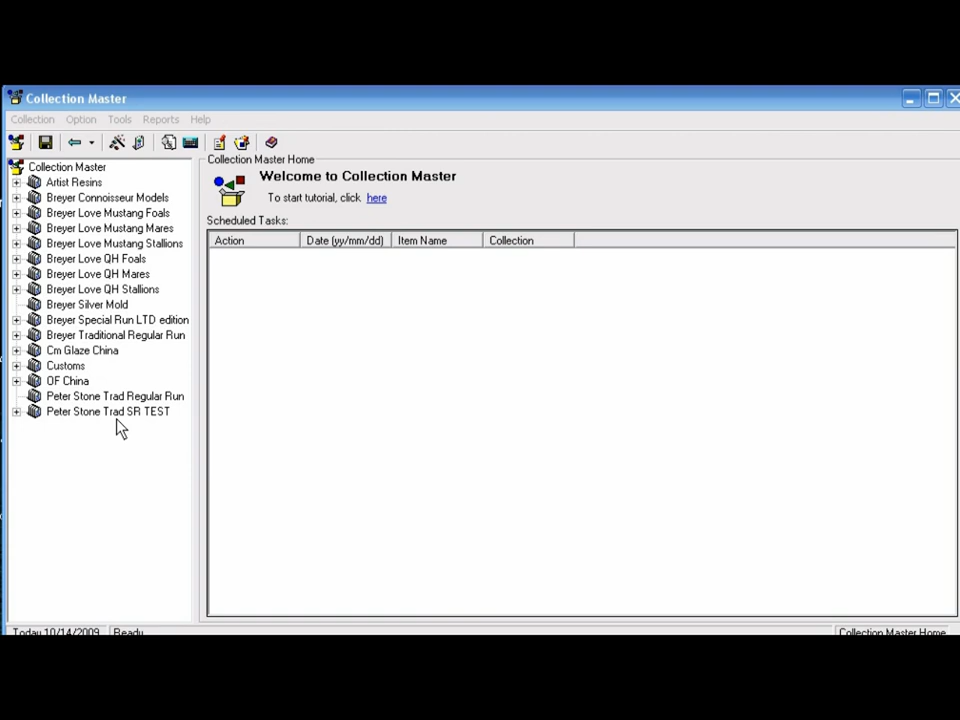 Collection Master
Collection Option Tools Reports Help
Collection Master
Artist Resins
Breyer Connoisseur Models
Breyer Love Mustang Foals
Breyer Love Mustang Mares
Breyer Love Mustang Stallions
Breyer Love QH Foals
Breyer Love QH Mares
Breyer Love QH Stallions
Breyer Silver Mold
Breyer Special Run LTD edition
Breyer Traditional Regular Run
Cm Glaze China
Customs
OF China
Peter Stone Trad Regular Run
Peter Stone Trad SR TEST
Collection Master Home
Welcome to Collection Master
To start tutorial, click here
Scheduled Tasks:
Action Date (yy/mm/dd) Item Name Collection
Today 10/14/2009 Ready Collection Master Home